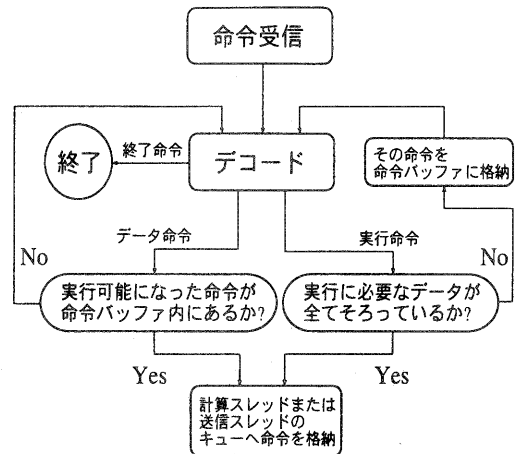 命令受信
終了
終了命令
デコード
その命令を
命令バッファに格納
データ命令
実行命令
No
No
実行可能になった命令が
命令バッファ内にあるか?
実行に必要なデータが
全てそろっているか?
Yes
Yes
計算スレッドまたは
送信スレッドの
キューへ命令を格納